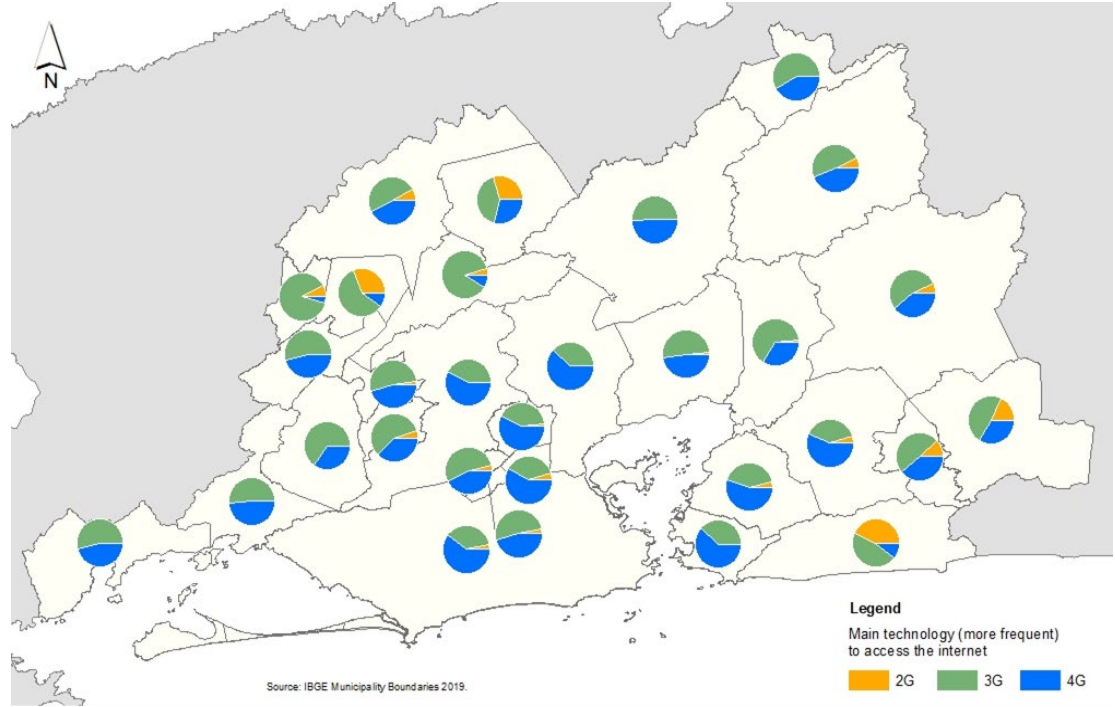 N
Legend
Main technology (more frequent)
to access the internet
2G 3G 4G
Source: IBGE Municipality Boundaries 2019.